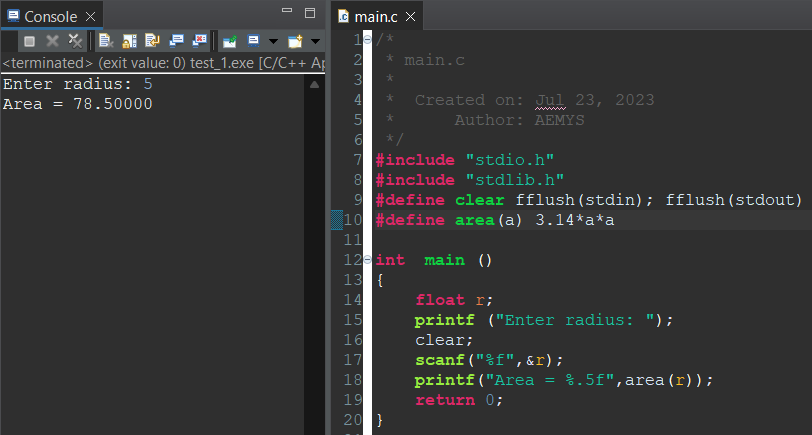 Console
<terminated> (exit value: 0) test_1.exe [C/C++ Ap
Enter radius: 5
Area = 78.50000
main.c
1 /*
2  * main.c
3  *
4  *  Created on: Jul 23, 2023
5  *      Author: AEMYS
6  */
7 #include "stdio.h"
8 #include "stdlib.h"
9 #define clear fflush(stdin); fflush(stdout)
10 #define area(a) 3.14*a*a
11
12 int  main ()
13 {
14     float r;
15     printf ("Enter radius: ");
16     clear;
17     scanf("%f",&r);
18     printf("Area = %.5f",area(r));
19     return 0;
20 }